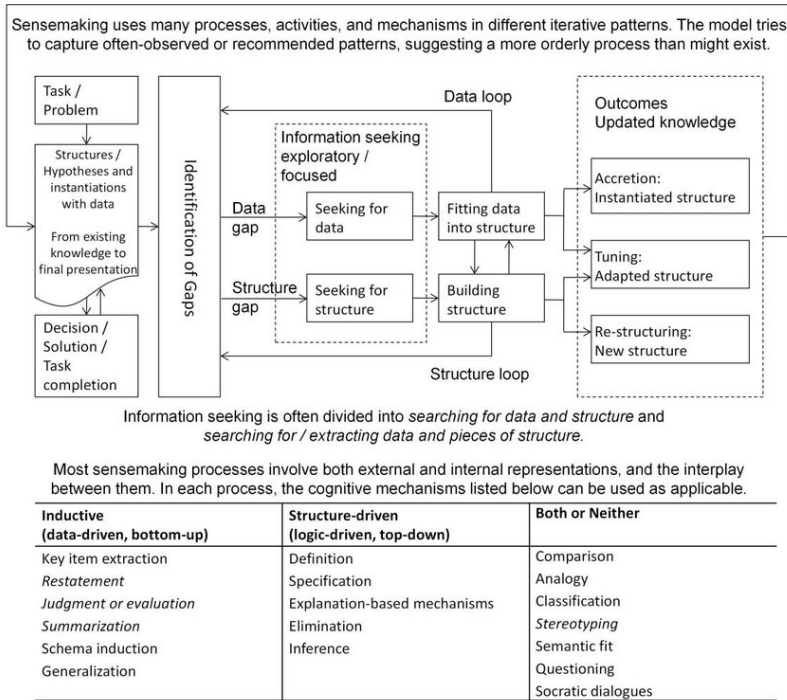 Sensemaking uses many processes, activities, and mechanisms in different iterative patterns. The model tries
to capture often-observed or recommended patterns, suggesting a more orderly process than might exist.
Task /
Problem
Structures /
Hypotheses and
instantiations
with data
From existing
knowledge to
final presentation
Decision /
Solution /
Task
completion
Identification of Gaps
Data loop
Information seeking
exploratory /
focused
Data
gap
Seeking for
data
Fitting data
into structure
Structure
gap
Seeking for
structure
Building
structure
Structure loop
Outcomes
Updated knowledge
Accretion:
Instantiated structure
Tuning:
Adapted structure
Re-structuring:
New structure
Information seeking is often divided into searching for data and structure and
searching for / extracting data and pieces of structure.
Most sensemaking processes involve both external and internal representations, and the interplay
between them. In each process, the cognitive mechanisms listed below can be used as applicable.
Inductive
(data-driven, bottom-up)
Key item extraction
Restatement
Judgment or evaluation
Summarization
Schema induction
Generalization
Structure-driven
(logic-driven, top-down)
Definition
Specification
Explanation-based mechanisms
Elimination
Inference
Both or Neither
Comparison
Analogy
Classification
Stereotyping
Semantic fit
Questioning
Socratic dialogues